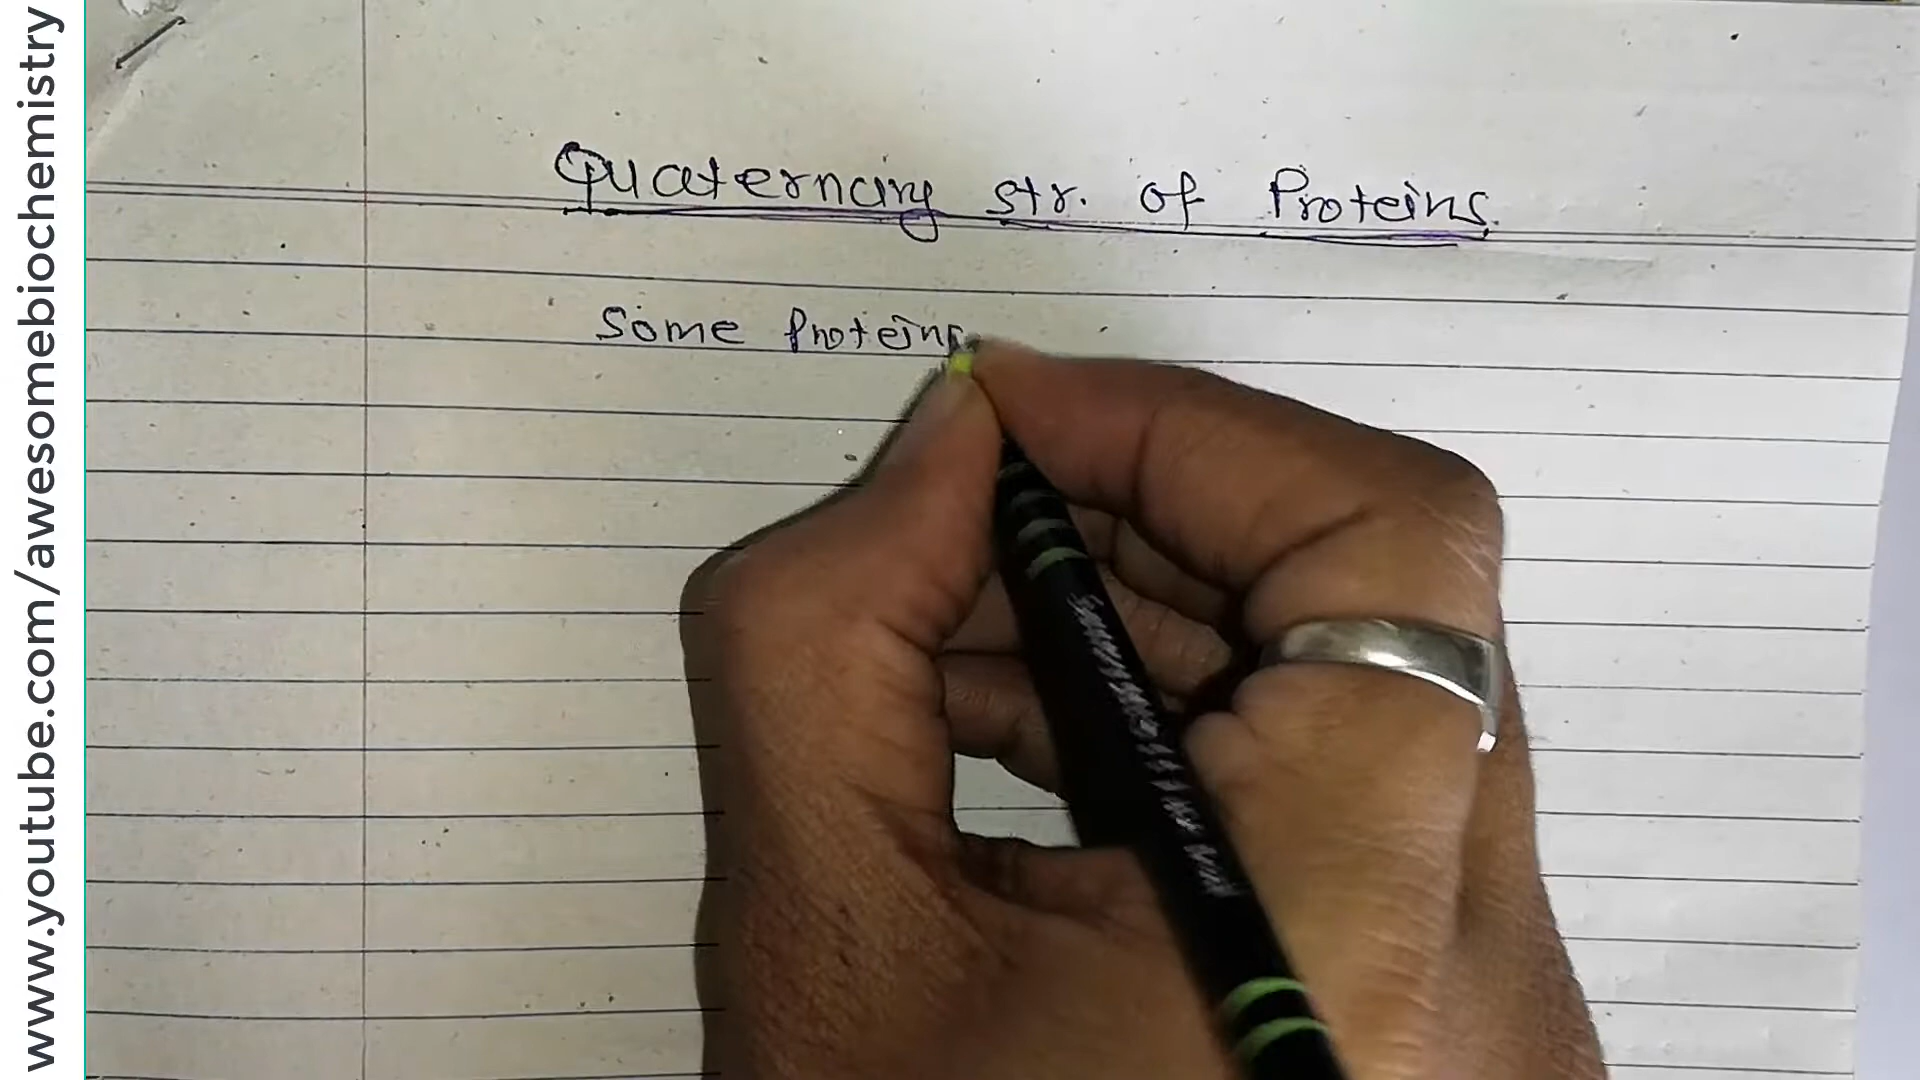 www.youtube.com/awesomebiochemistry
Quaternary str. of Proteins.
Some Proteins